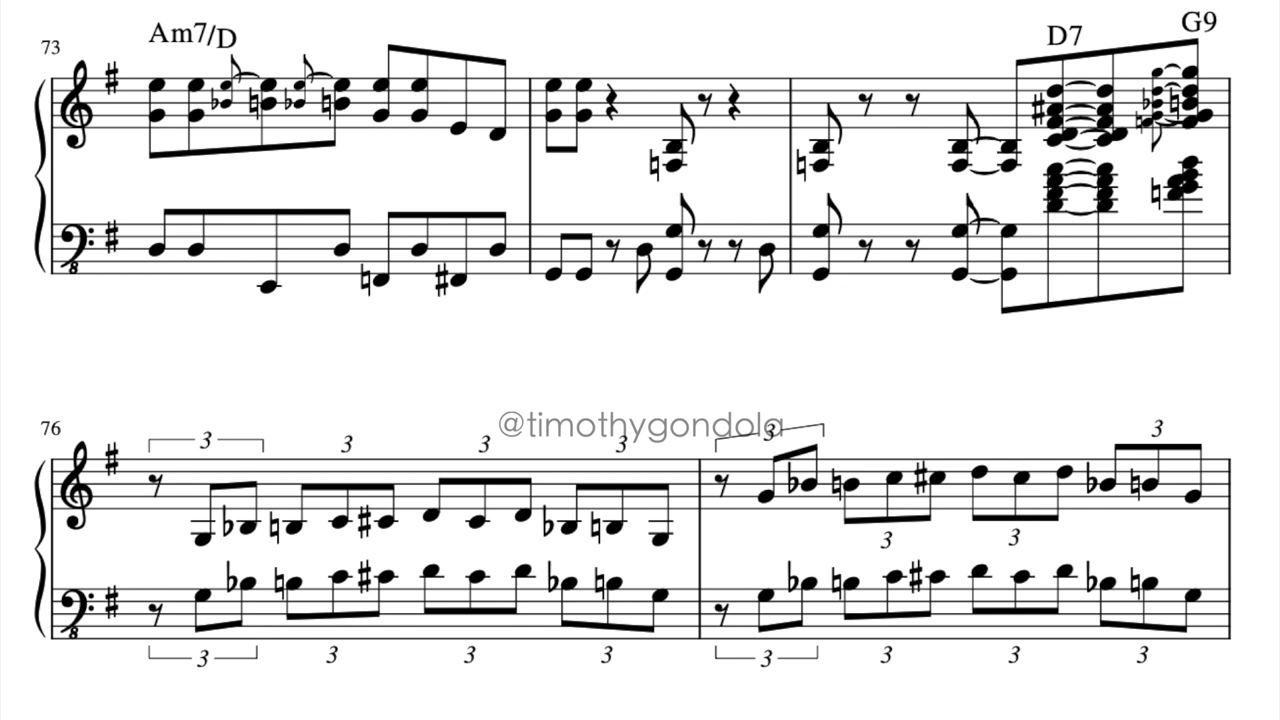 73 Am7/D D7 G9
8
76 @timothygondola
3 3 3 3 3 3
3 3
8
3 3 3 3 3 3 3 3